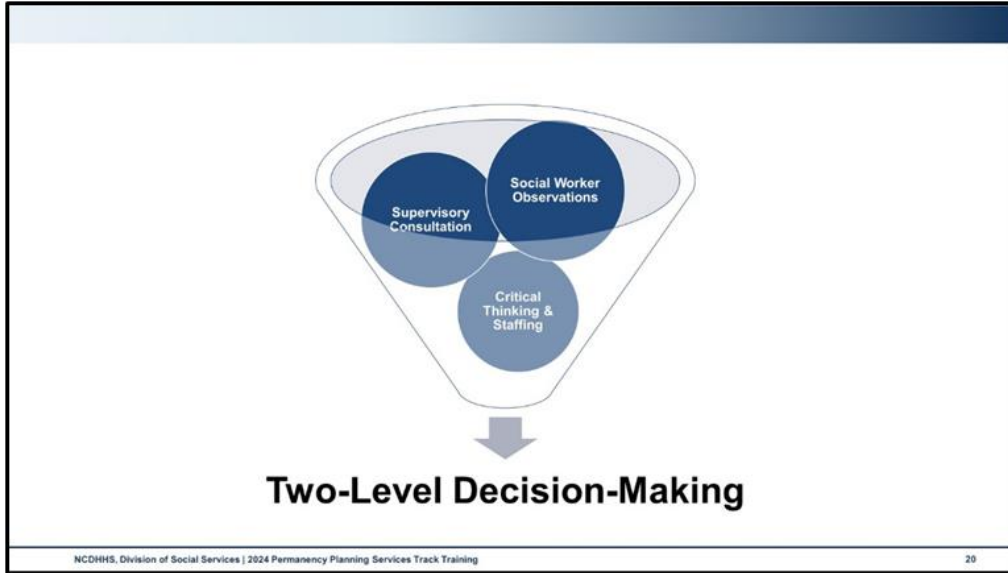 Social Worker
Observations
Supervisory
Consultation
Critical
Thinking &
Staffing
Two-Level Decision-Making
NCDHHS, Division of Social Services | 2024 Permanency Planning Services Track Training
20